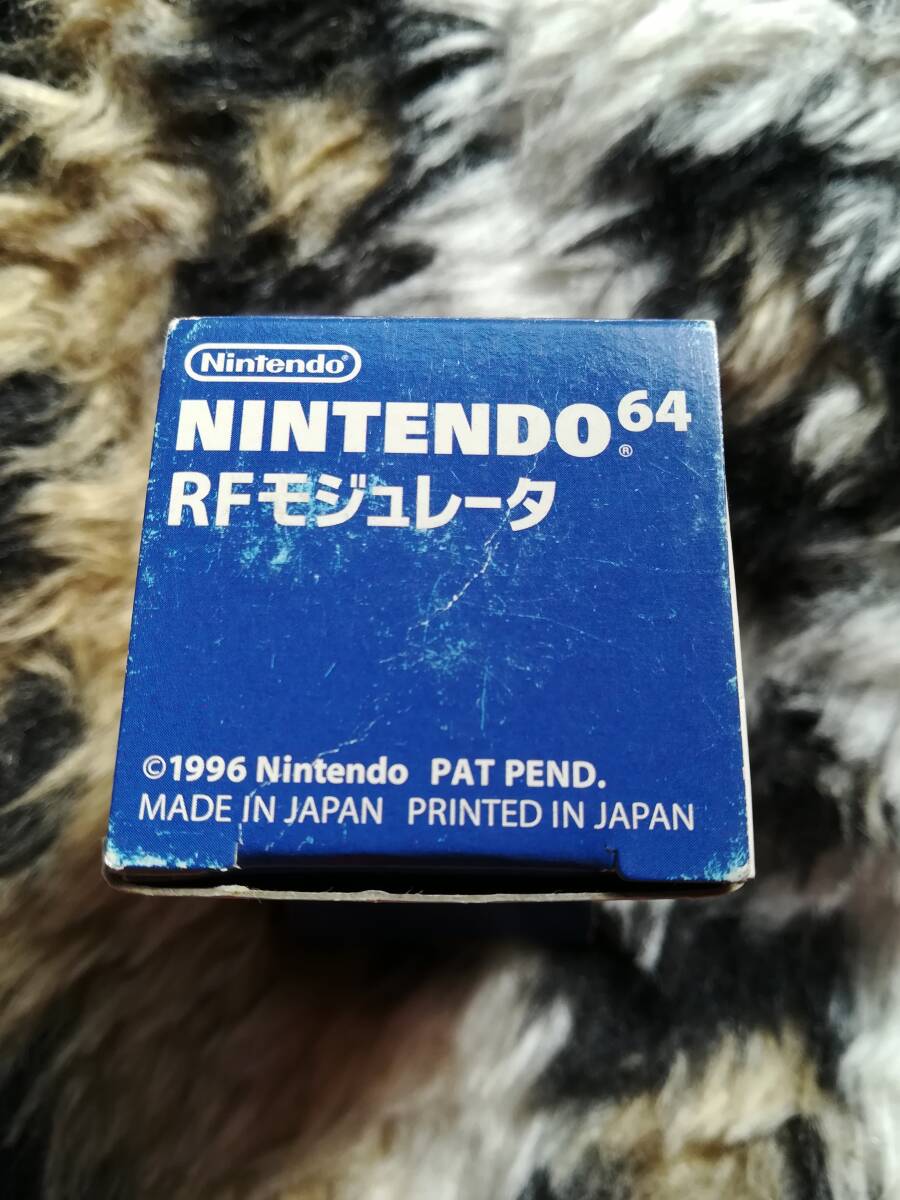 Nintendo®
NINTENDO64®
RFモジュレータ
©1996 Nintendo PAT PEND.
MADE IN JAPAN PRINTED IN JAPAN